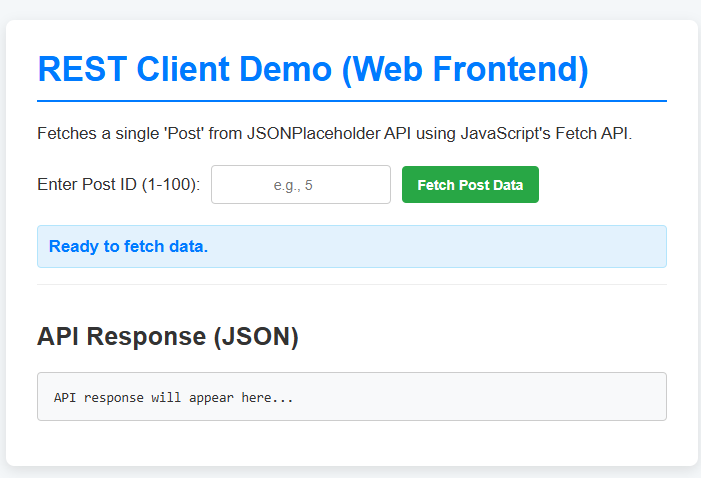 REST Client Demo (Web Frontend)
Fetches a single 'Post' from JSONPlaceholder API using JavaScript's Fetch API.
Enter Post ID (1-100): e.g., 5 Fetch Post Data
Ready to fetch data.
API Response (JSON)
API response will appear here...